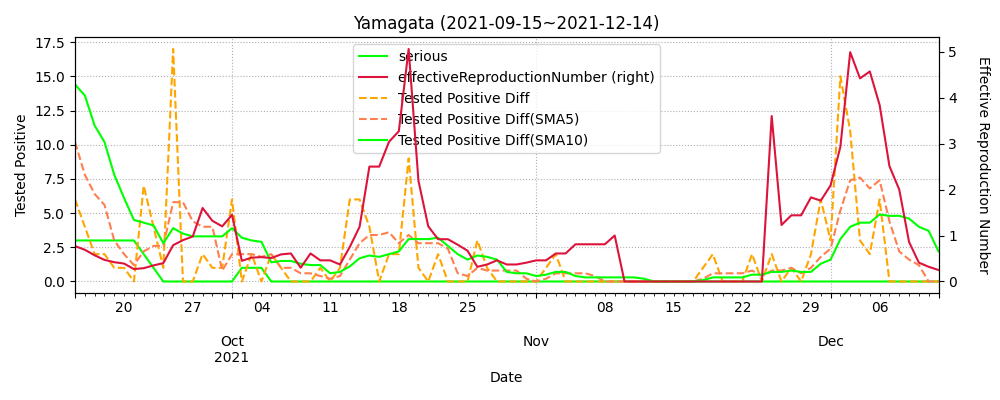 Yamagata (2021-09-15~2021-12-14)
serious
effectiveReproductionNumber (right)
Tested Positive Diff
Tested Positive Diff(SMA5)
Tested Positive Diff(SMA10)
Tested Positive
17.5
15.0
12.5
10.0
7.5
5.0
2.5
0.0
Effective Reproduction Number
5
4
3
2
1
0
20 27 04 11 18 25 08 15 22 29 06
Oct Nov Dec
2021
Date